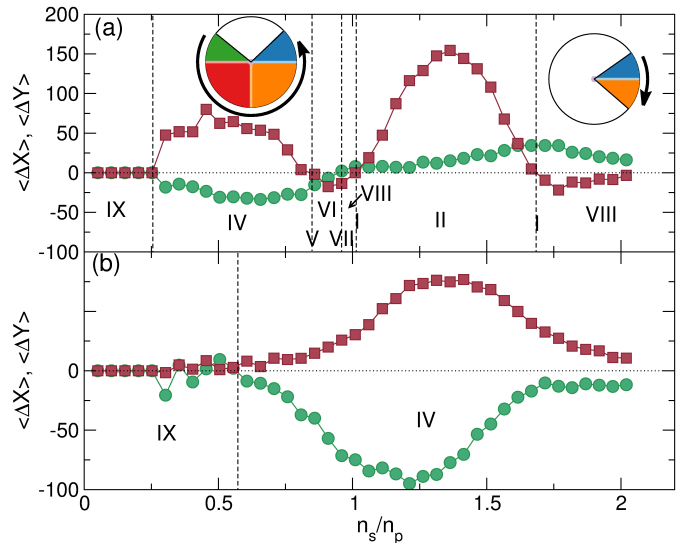 200
(a)
150
100
50
0
-50
-100
<ΔX>, <ΔY>
IX
IV
V
VI
VII
VIII
I
II
I
VIII
(b)
0
-50
-100
<ΔX>, <ΔY>
IX
IV
0
0.5
1
1.5
2
n_s/n_p